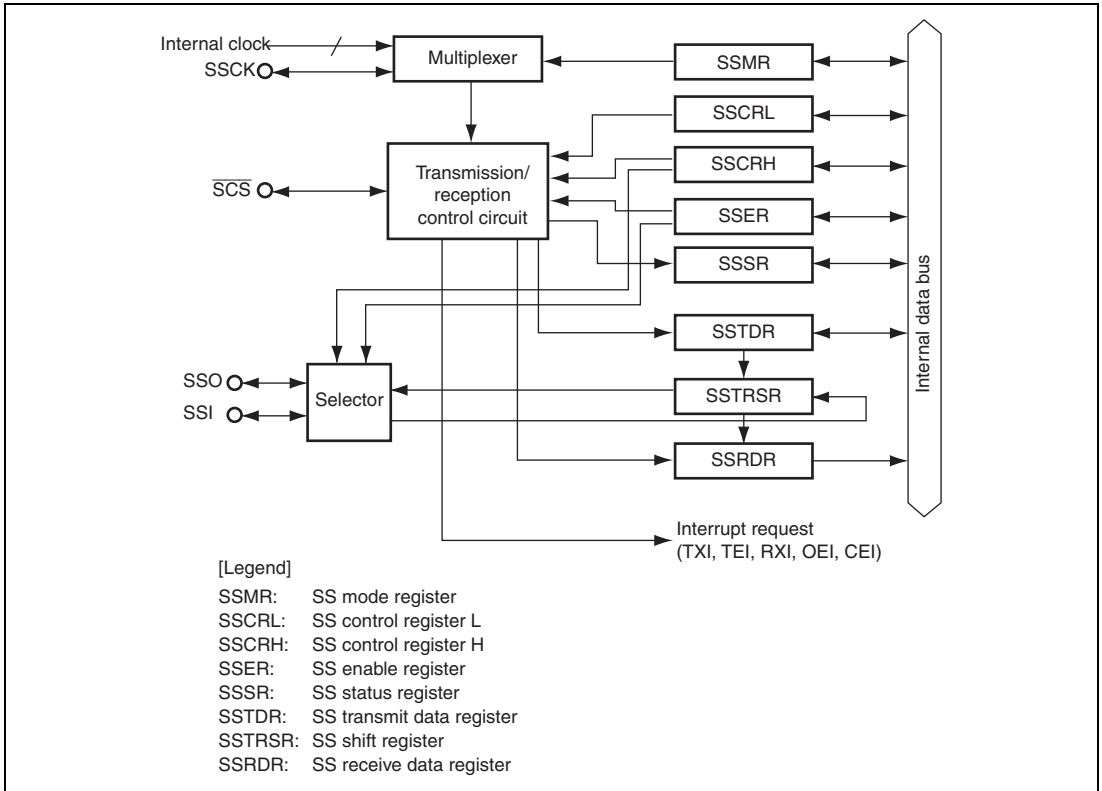 Internal clock
SSCK
Multiplexer
SSMR
SSCRL
Transmission/
reception
control circuit
SCS
SSCRH
SSER
SSSR
Internal data bus
SSTDR
SSO
SSI
Selector
SSTRSR
SSRDR
Interrupt request
(TXI, TEI, RXI, OEI, CEI)
[Legend]
SSMR: SS mode register
SSCRL: SS control register L
SSCRH: SS control register H
SSER: SS enable register
SSSR: SS status register
SSTDR: SS transmit data register
SSTRSR: SS shift register
SSRDR: SS receive data register